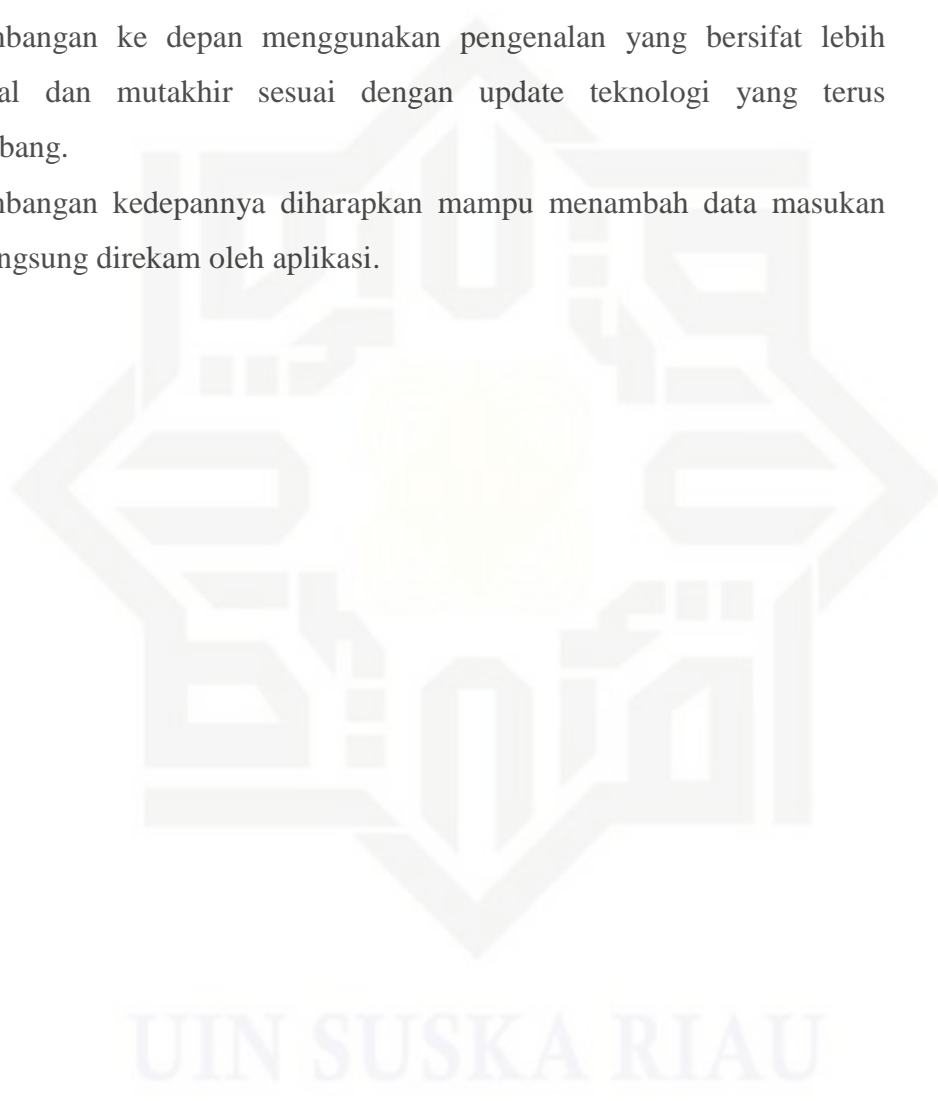 mbangan ke depan menggunakan pengenalan yang bersifat lebih
al dan mutakhir sesuai dengan update teknologi yang terus
bang.
mbangan kedepannya diharapkan mampu menambah data masukan
ngsung direkam oleh aplikasi.
UIN SUSKA RIAU